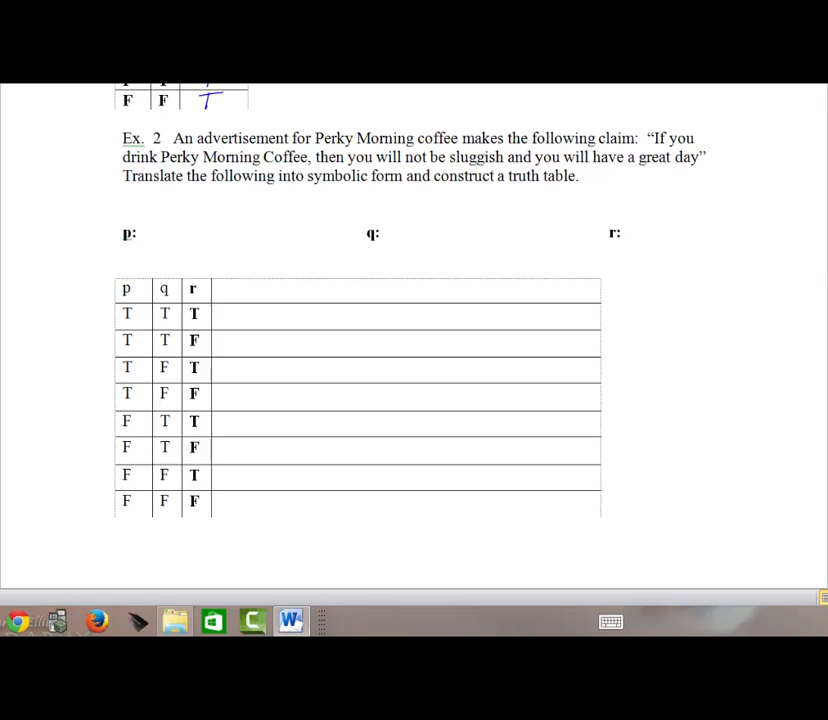 F F T
Ex. 2 An advertisement for Perky Morning coffee makes the following claim: “If you
drink Perky Morning Coffee, then you will not be sluggish and you will have a great day”
Translate the following into symbolic form and construct a truth table.
p: q: r:
p q r
T T T
T T F
T F T
T F F
F T T
F T F
F F T
F F F